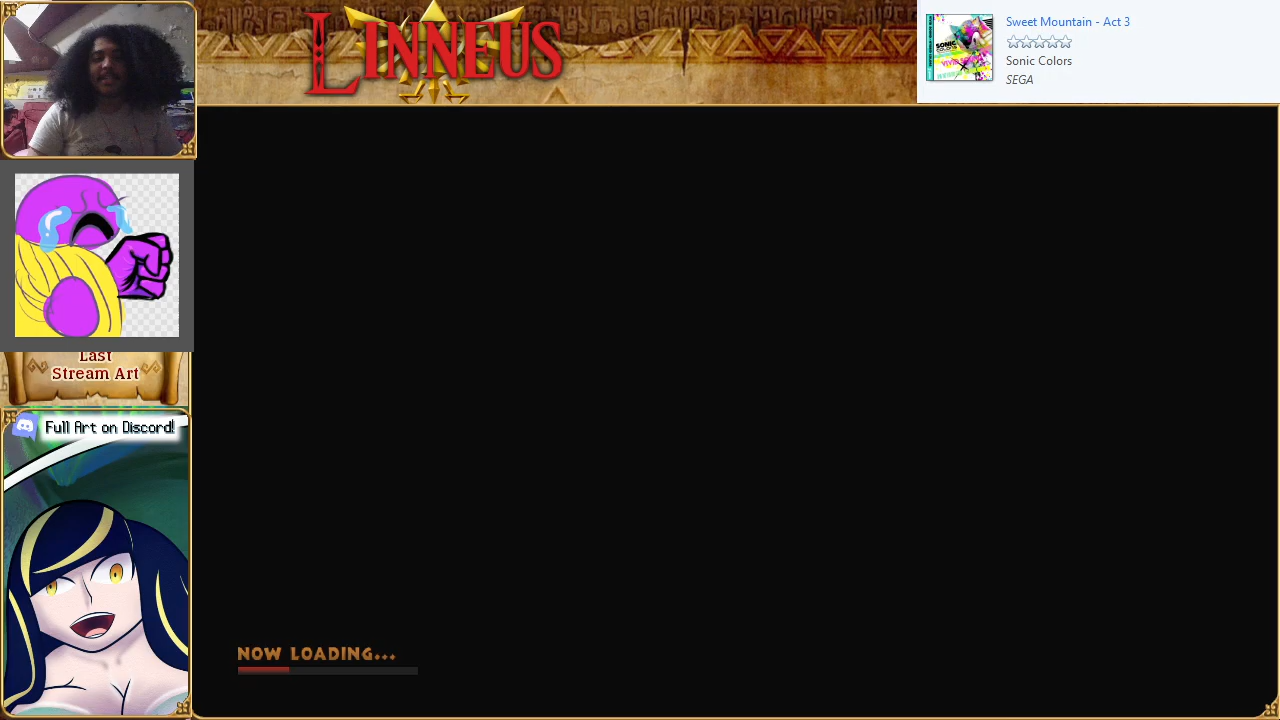 LINNEUS
Sweet Mountain - Act 3
Sonic Colors
SEGA
Last
Stream Art
Full Art on Discord!
NOW LOADING...